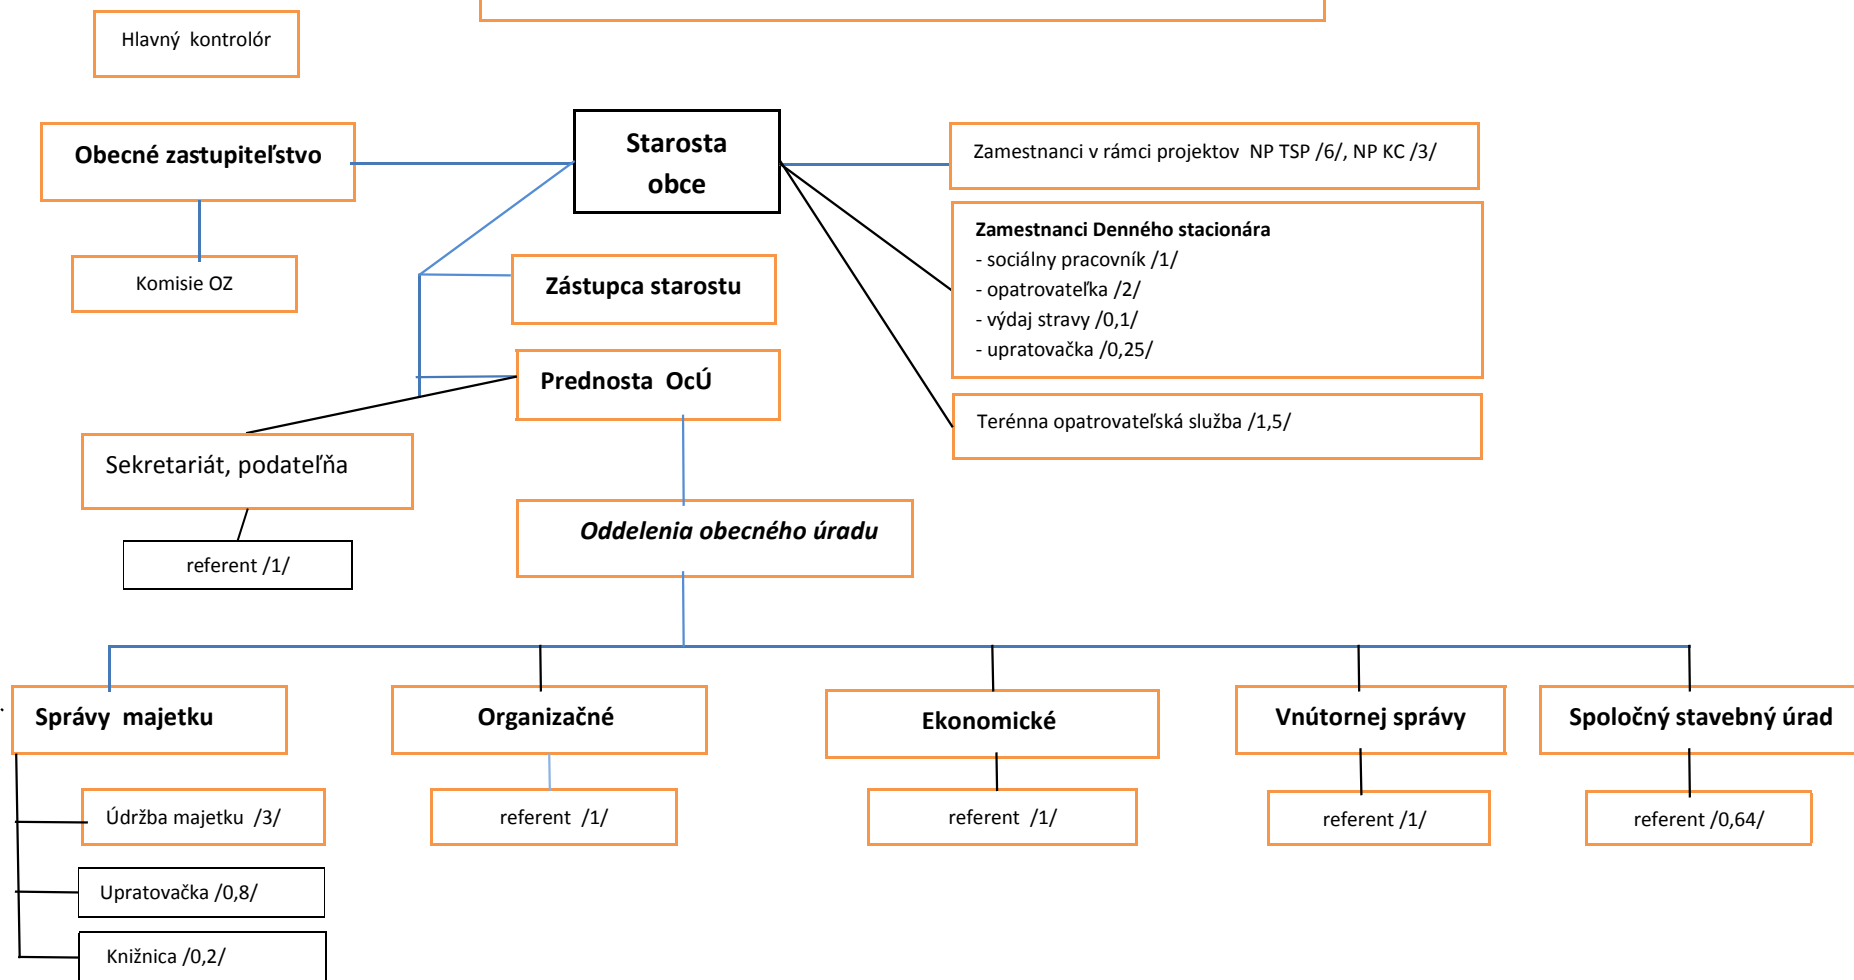 Hlavný  kontrolór
Obecné zastupiteľstvo
Starosta
obce
Zamestnanci v rámci projektov  NP TSP /6/, NP KC /3/
Komisie OZ
Zamestnanci Denného stacionára
- sociálny pracovník /1/
- opatrovateľka /2/
- výdaj stravy /0,1/
- upratovačka /0,25/
Zástupca starostu
Prednosta  OcÚ
Terénna opatrovateľská služba /1,5/
Sekretariát, podateľňa
referent /1/
Oddelenia obecného úradu
Správy  majetku
Organizačné
Ekonomické
Vnútornej správy
Spoločný stavebný úrad
Údržba majetku  /3/
referent  /1/
referent  /1/
referent /1/
referent /0,64/
Upratovačka /0,8/
Knižnica /0,2/